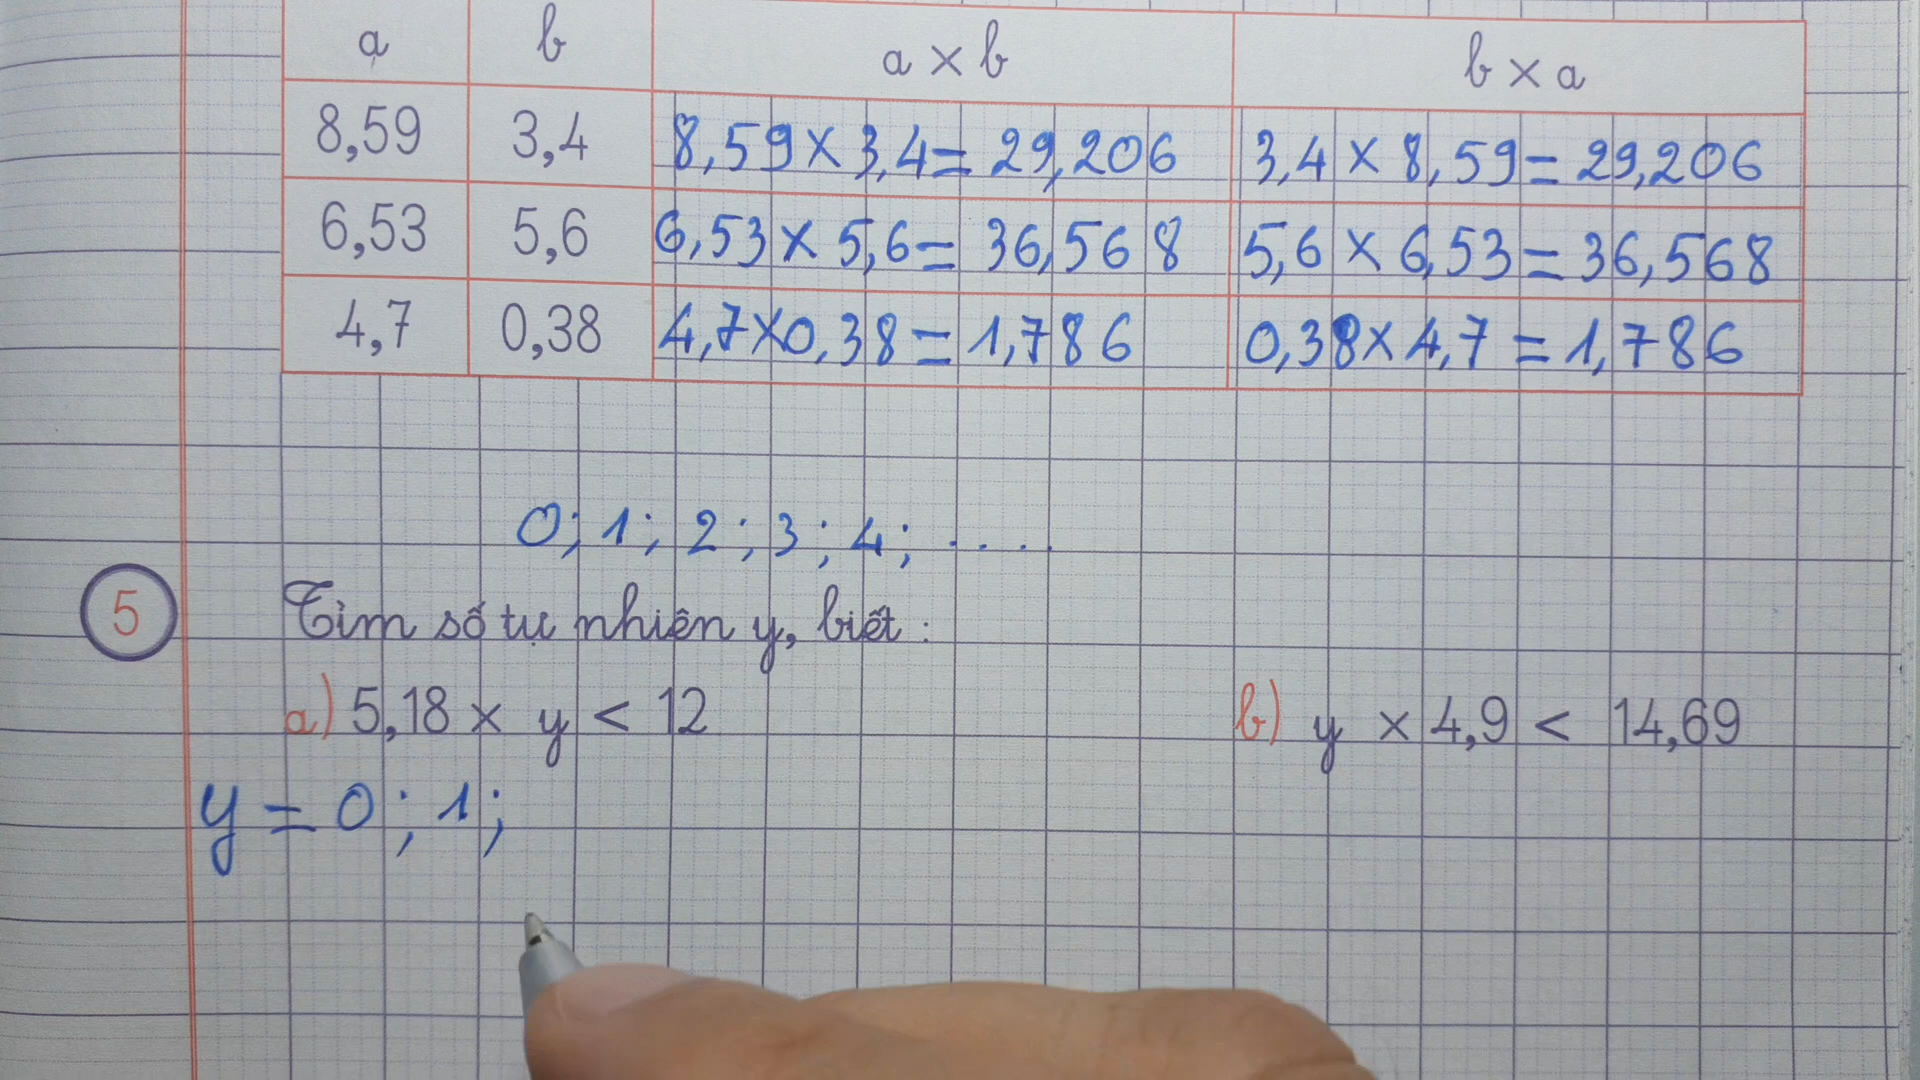 a b a × b b × a
8,59 3,4 8,59 × 3,4 = 29,206 3,4 × 8,59 = 29,206
6,53 5,6 6,53 × 5,6 = 36,568 5,6 × 6,53 = 36,568
4,7 0,38 4,7 × 0,38 = 1,786 0,38 × 4,7 = 1,786
0; 1; 2; 3; 4; ....
5 Tìm số tự nhiên y, biết:
a) 5,18 × y < 12 b) y × 4,9 < 14,69
y = 0; 1;